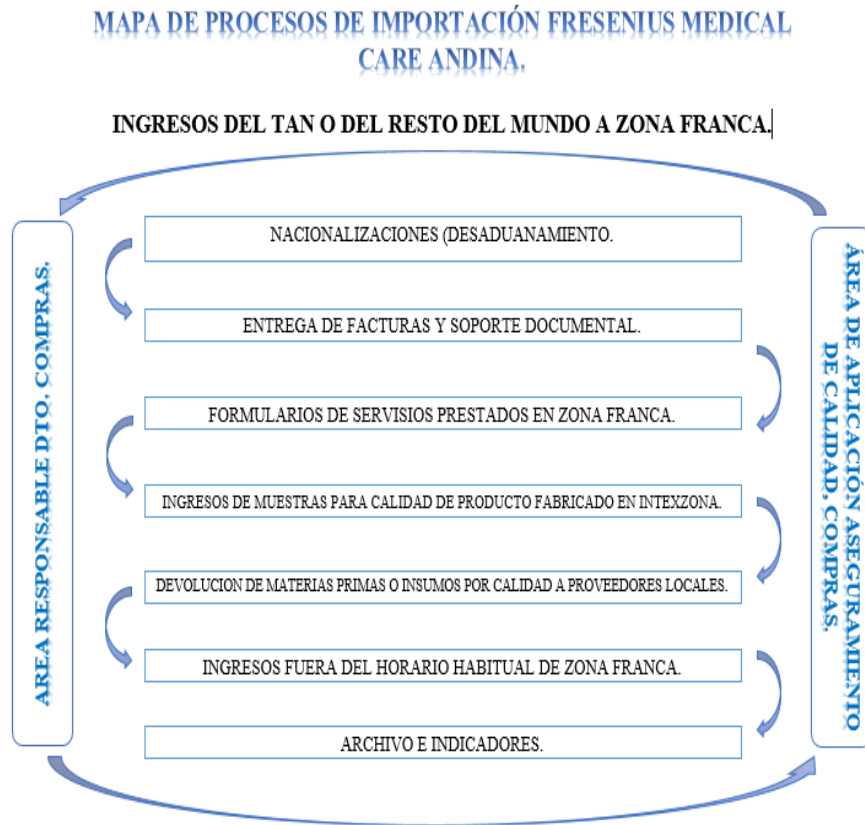 MAPA DE PROCESOS DE IMPORTACIÓN FRESENIUS MEDICAL
CARE ANDINA.
INGRESOS DEL TAN O DEL RESTO DEL MUNDO A ZONA FRANCA.
AREA RESPONSABLE DTO. COMPRAS.
NACIONALIZACIONES (DESADUANAMIENTO.
ENTREGA DE FACTURAS Y SOPORTE DOCUMENTAL.
FORMULARIOS DE SERVISIOS PRESTADOS EN ZONA FRANCA.
INGRESOS DE MUESTRAS PARA CALIDAD DE PRODUCTO FABRICADO EN INTEXZONA.
DEVOLUCION DE MATERIAS PRIMAS O INSUMOS POR CALIDAD A PROVEEDORES LOCALES.
INGRESOS FUERA DEL HORARIO HABITUAL DE ZONA FRANCA.
ARCHIVO E INDICADORES.
ÁREA DE APLICACIÓN ASEGURAMIENTO
DE CALIDAD, COMPRAS.